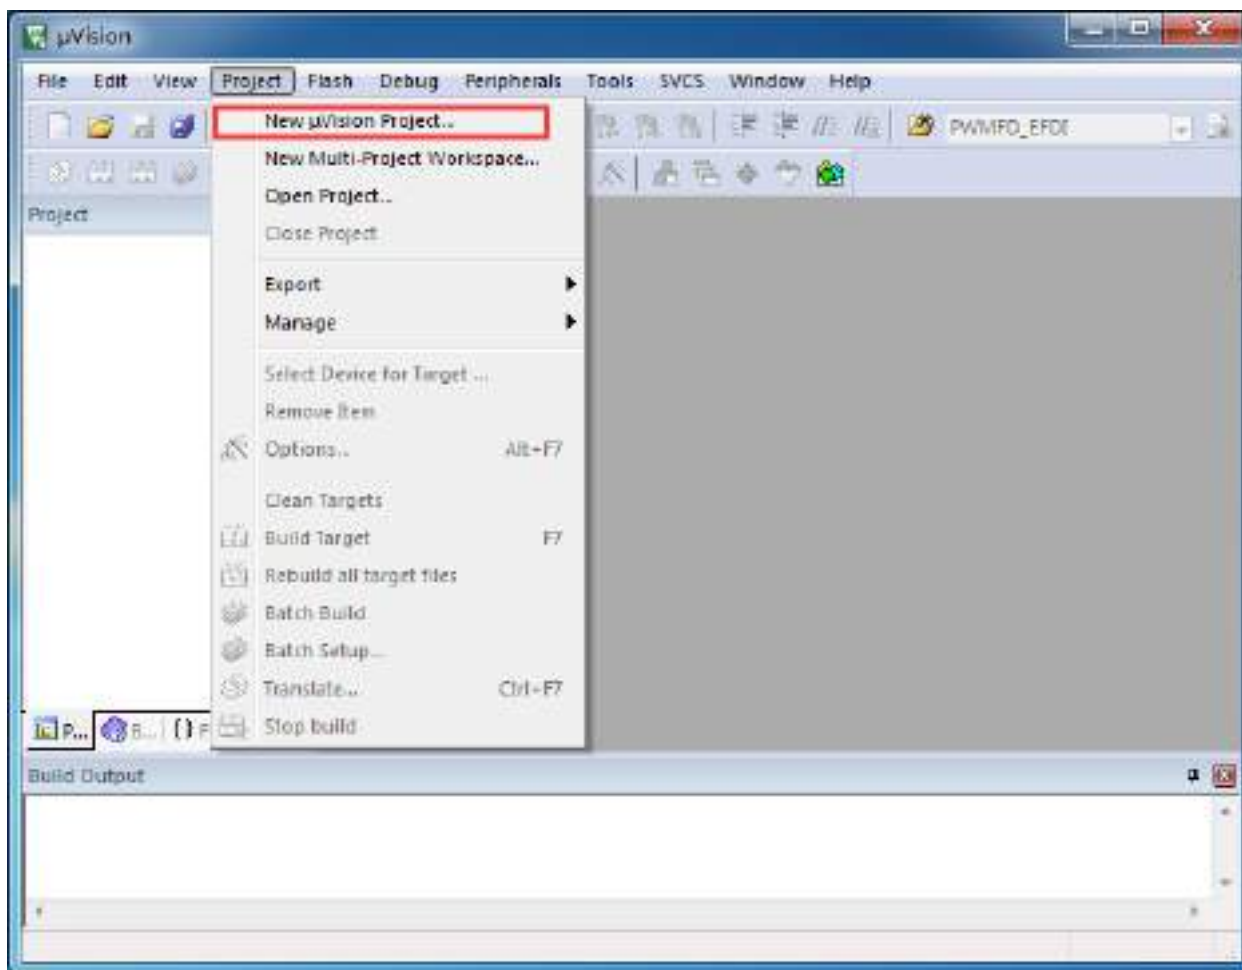 µVision
File Edit View Project Flash Debug Peripherals Tools SVCS Window Help
New µVision Project...
PWMFD_EFDI
New Multi-Project Workspace...
Open Project...
Project
Close Project
Export
Manage
Select Device for Target ...
Remove Item
Options... Alt+F7
Clean Targets
Build Target F7
Rebuild all target files
Batch Build
Batch Setup...
Translate... Ctrl+F7
P... B... {} F
Stop build
Build Output